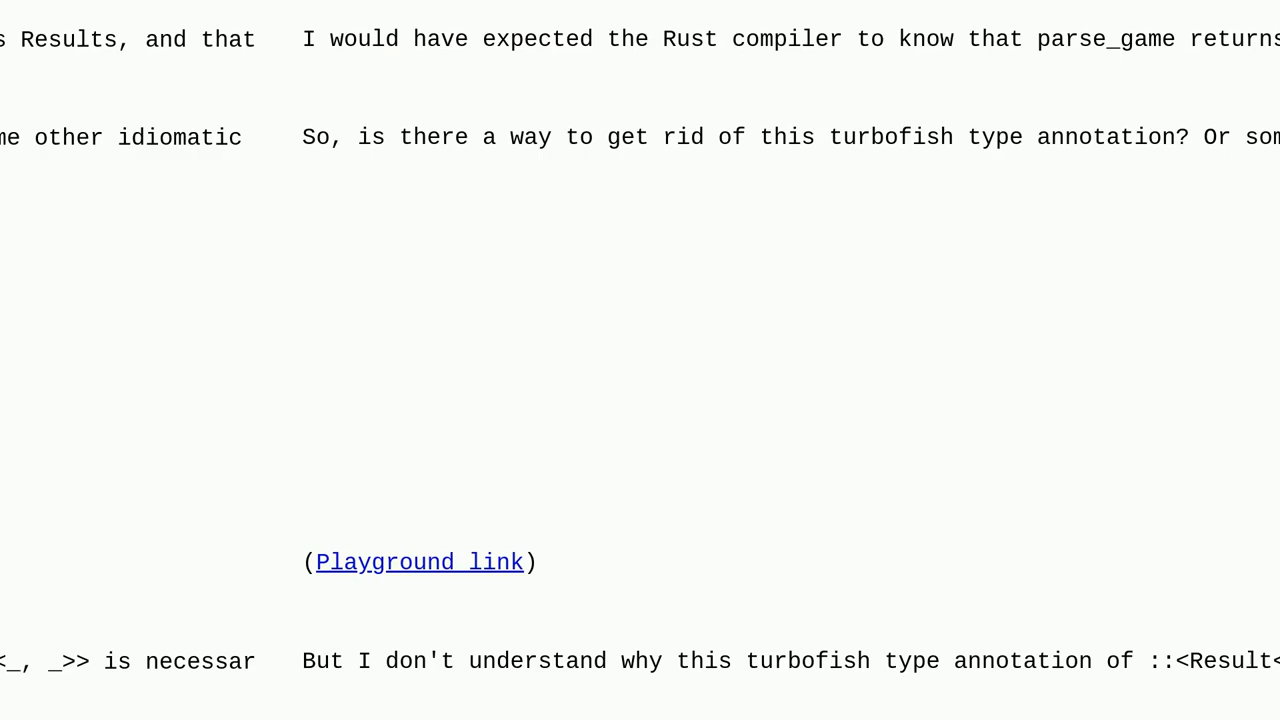 s Results, and that I would have expected the Rust compiler to know that parse_game returns
me other idiomatic So, is there a way to get rid of this turbofish type annotation? Or som
(Playground link)
<_, _>> is necessar But I don't understand why this turbofish type annotation of ::<Result<